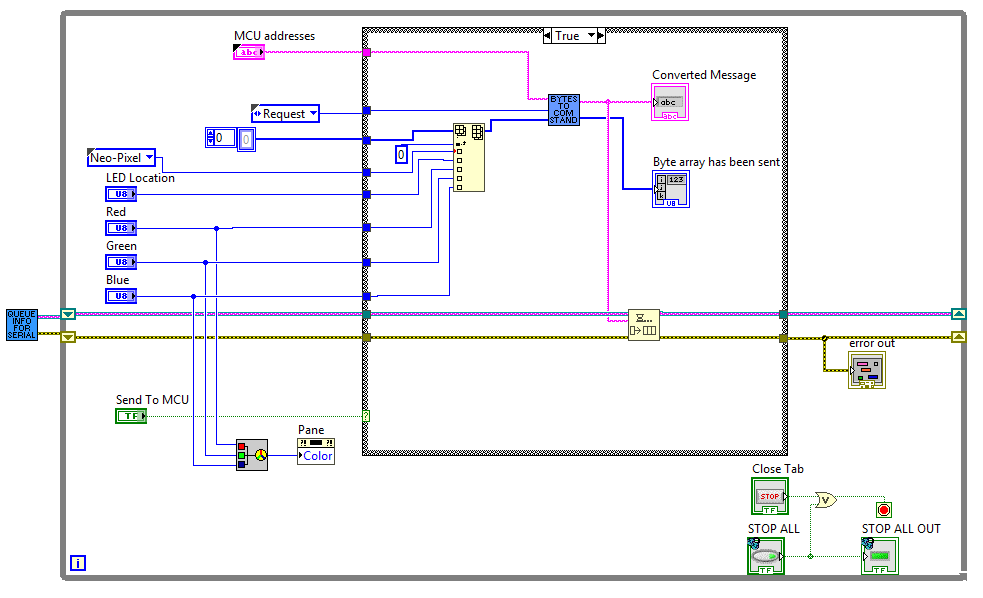 True
MCU addresses
abc
Converted Message
abc
abc
Request
BYTES
TO
COM
STAND
0
0
0
Neo-Pixel
Byte array has been sent
i
123
j
k
U8
LED Location
U8
Red
U8
Green
U8
Blue
U8
QUEUE
INFO
FOR
SERIAL
error out
Send To MCU
TF
?
Pane
?!
?!
Color
Close Tab
STOP
TF
V
STOP ALL
STOP ALL OUT
TF
TF
i